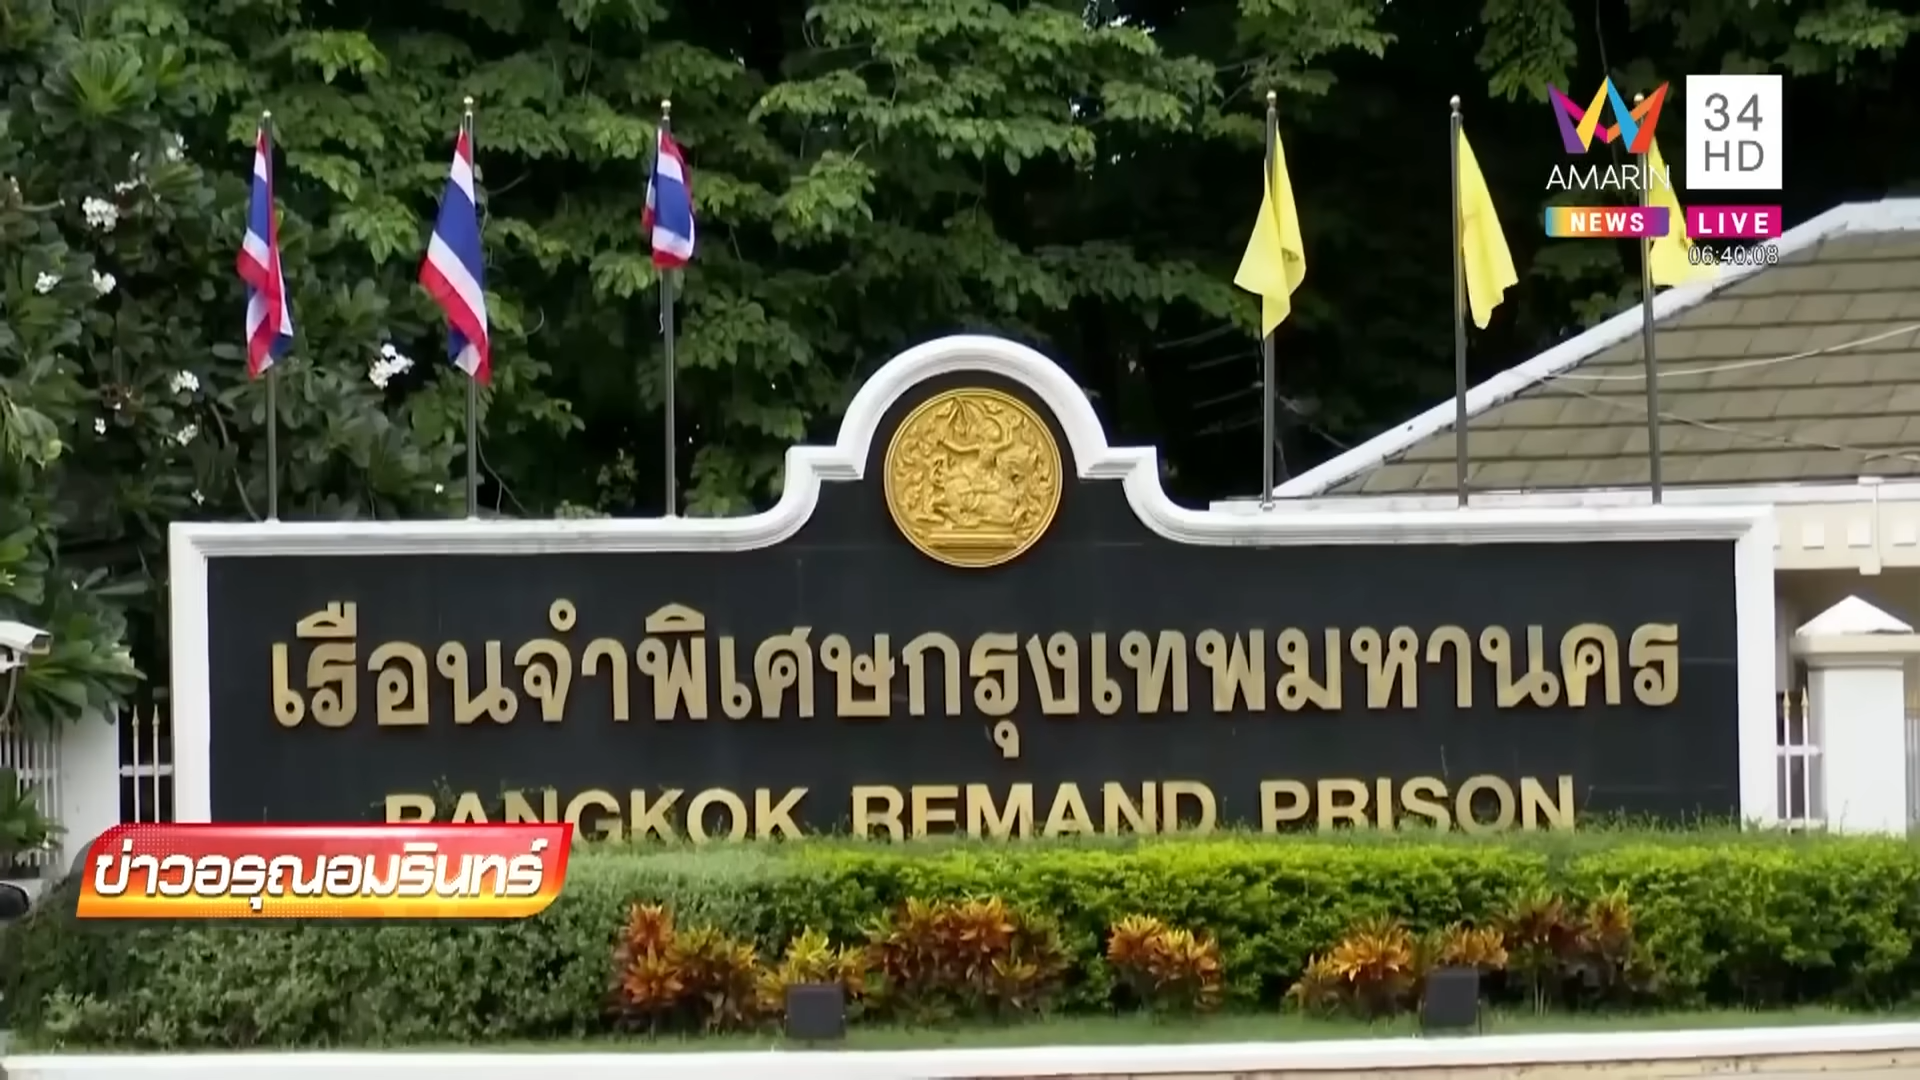 AMARIN
34
HD
NEWS
LIVE
06:40:08
เรือนจำพิเศษกรุงเทพมหานคร
BANGKOK REMAND PRISON
ข่าวอรุณอมรินทร์